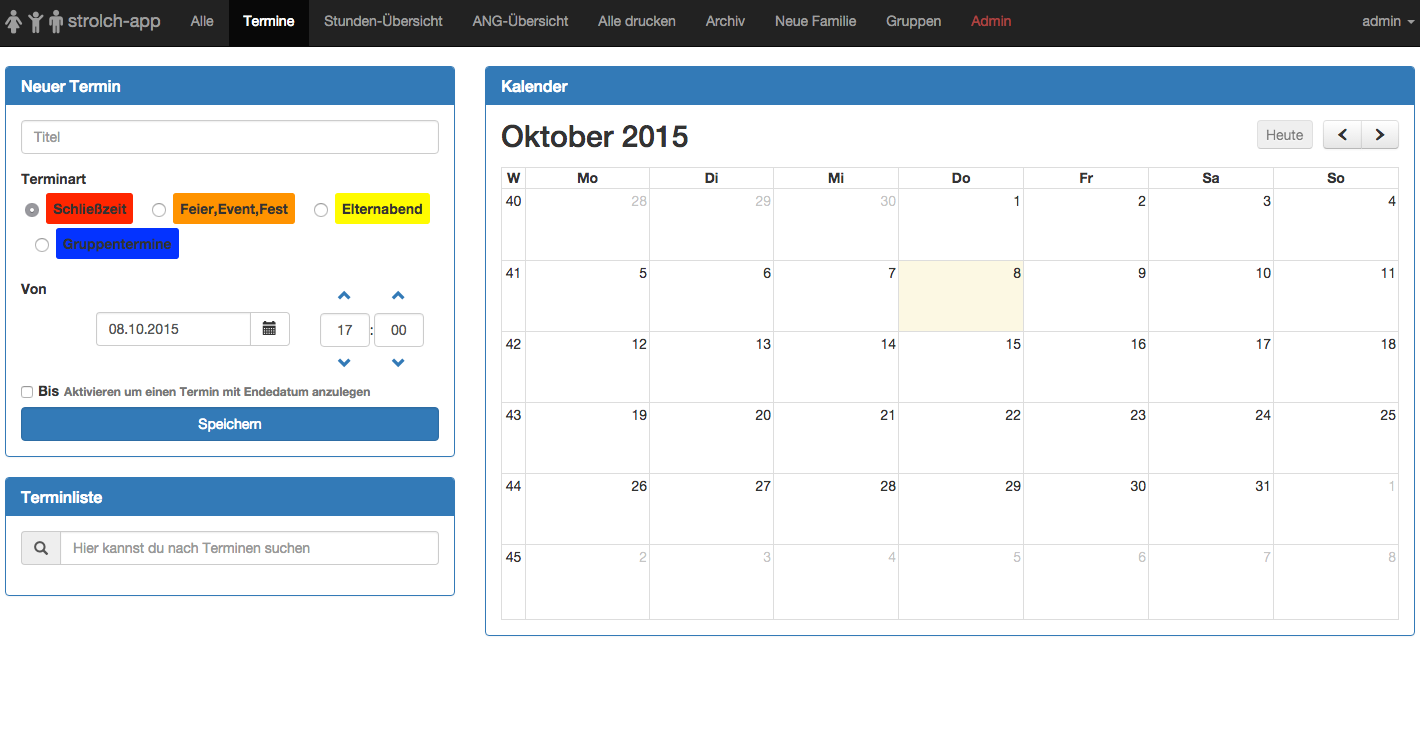 strolch-app Alle Termine Stunden-Übersicht ANG-Übersicht Alle drucken Archiv Neue Familie Gruppen Admin admin
Neuer Termin
Titel
Terminart
Schließzeit Feier,Event,Fest Elternabend
Gruppentermine
Von
08.10.2015 17 : 00
Bis Aktivieren um einen Termin mit Endedatum anzulegen
Speichern
Terminliste
Hier kannst du nach Terminen suchen
Kalender
Oktober 2015 Heute
W Mo Di Mi Do Fr Sa So
40 28 29 30 1 2 3 4
41 5 6 7 8 9 10 11
42 12 13 14 15 16 17 18
43 19 20 21 22 23 24 25
44 26 27 28 29 30 31 1
45 2 3 4 5 6 7 8